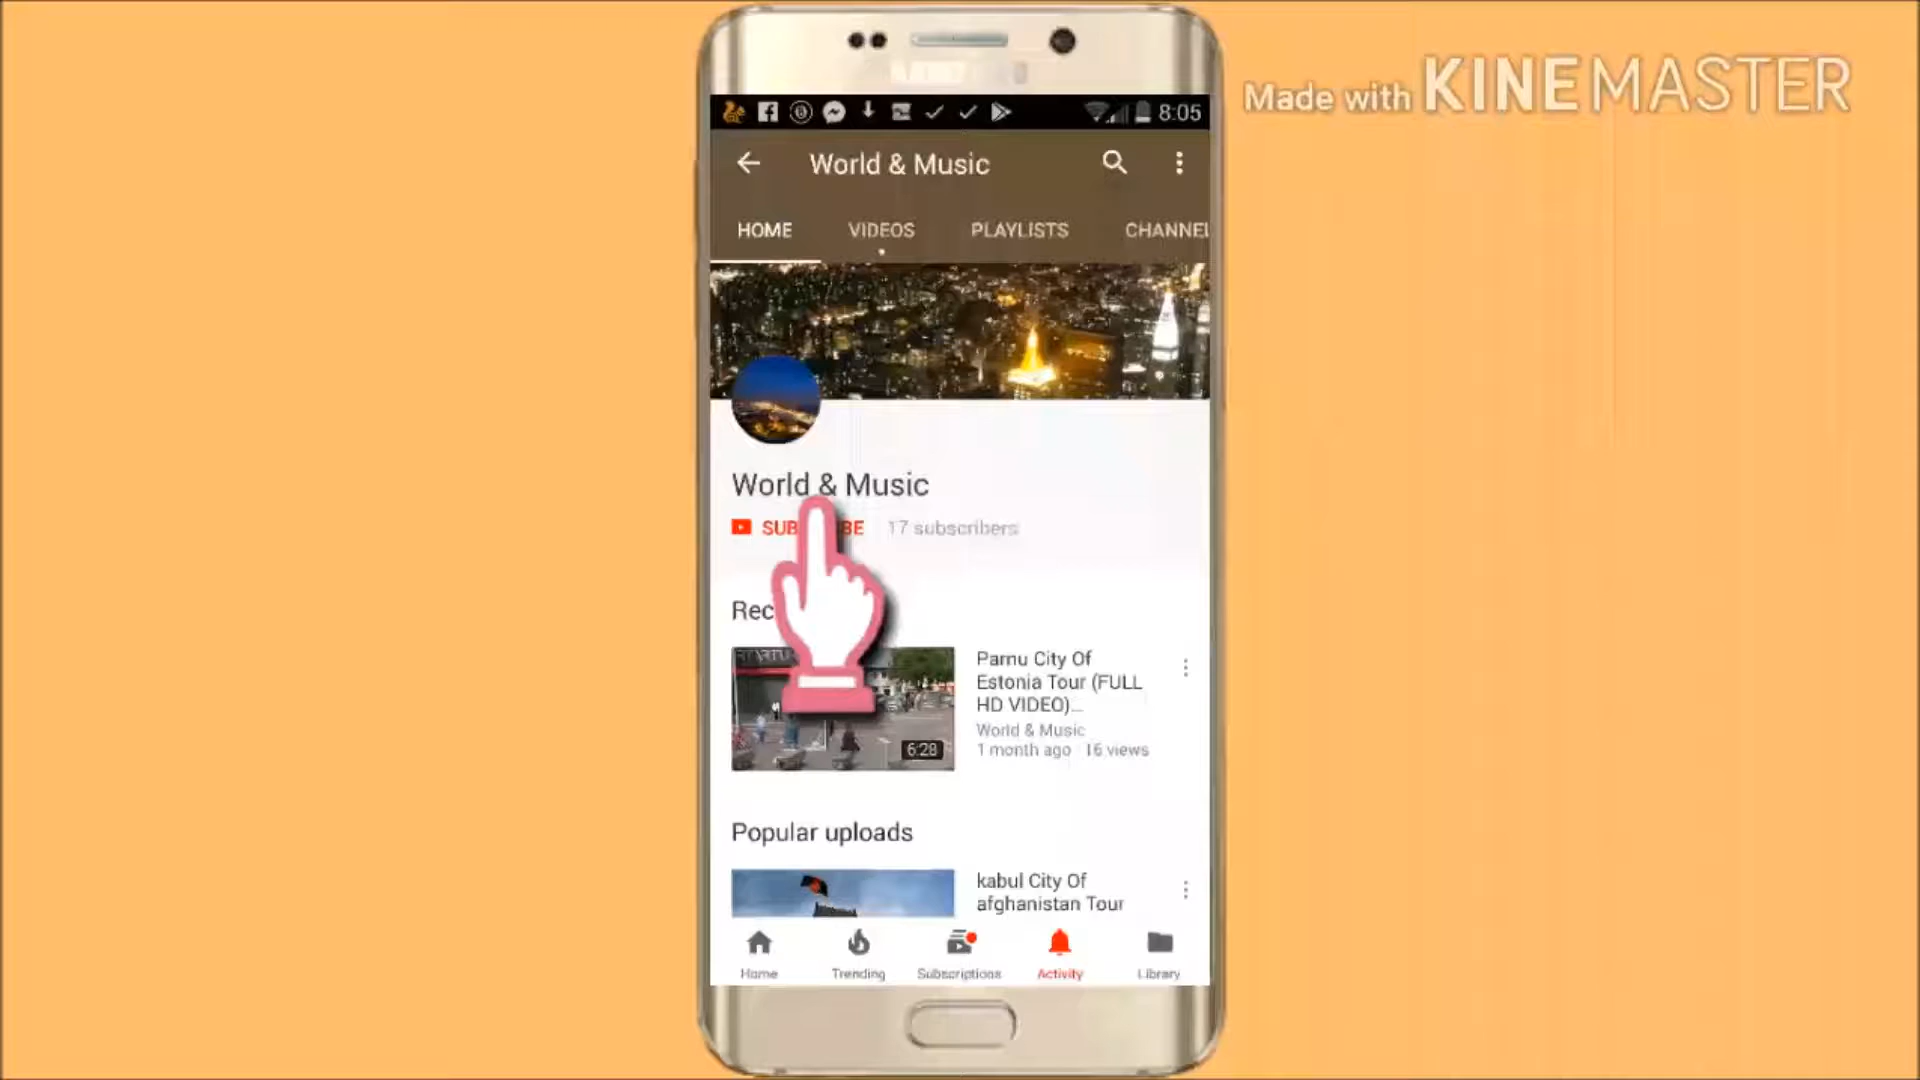 Made with KINEMASTER
8:05
World & Music
HOME VIDEOS PLAYLISTS CHANNEL
World & Music
17 subscribers
Parnu City Of
Estonia Tour (FULL
HD VIDEO)...
World & Music
1 month ago · 16 views
6:28
Popular uploads
kabul City Of
afghanistan Tour
Home Trending Subscriptions Activity Library